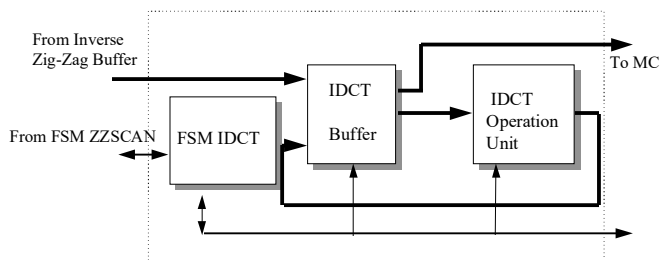 From Inverse
Zig-Zag Buffer
To MC
IDCT
Buffer
IDCT
Operation
Unit
From FSM ZZSCAN
FSM IDCT